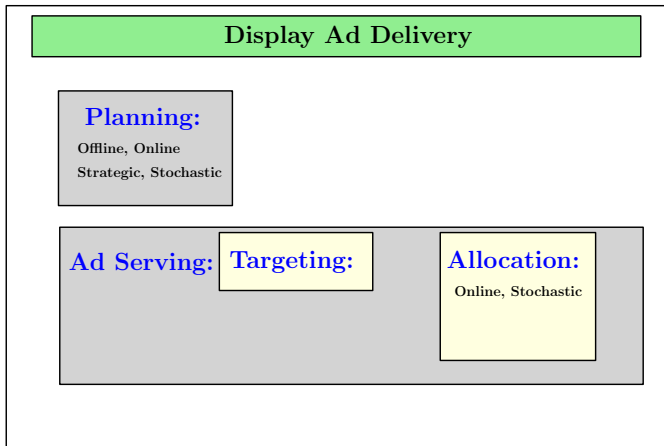 Display Ad Delivery
Planning:
Offline, Online
Strategic, Stochastic
Ad Serving:
Targeting:
Allocation:
Online, Stochastic